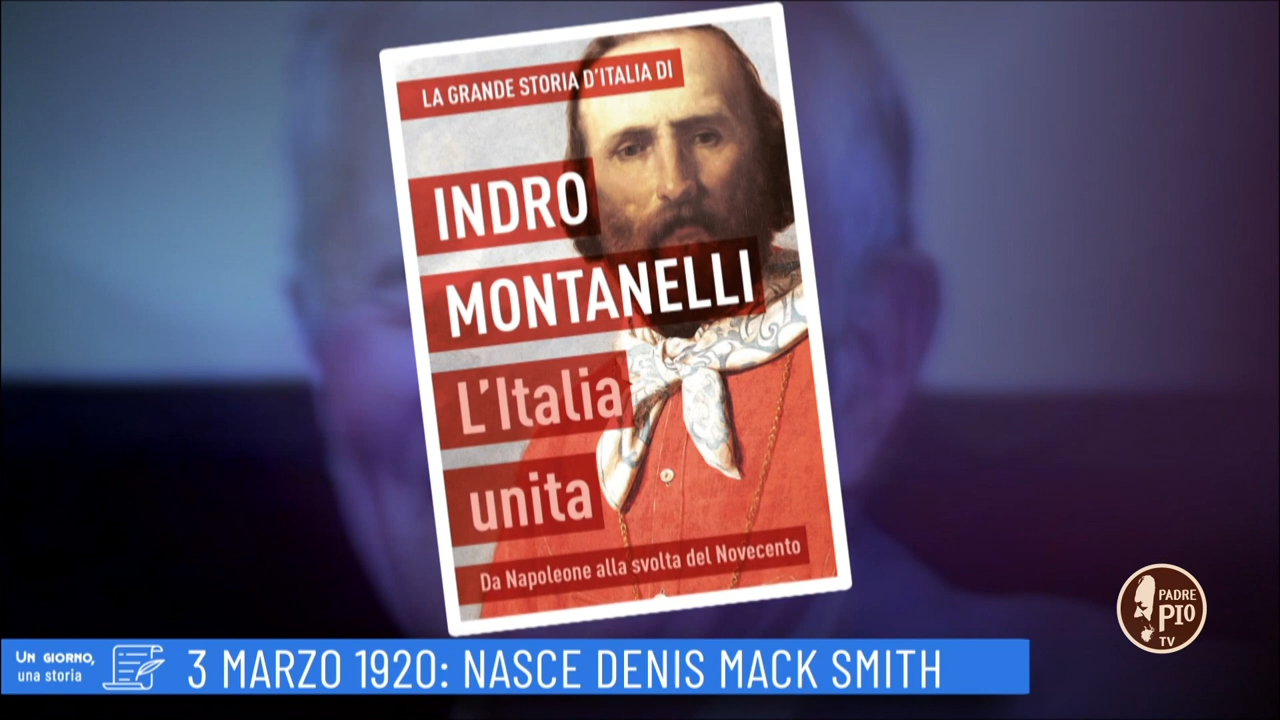 LA GRANDE STORIA D'ITALIA DI
INDRO
MONTANELLI
L'Italia
unita
Da Napoleone alla svolta del Novecento
PADRE
PIO
TV
UN GIORNO,
una storia
3 MARZO 1920: NASCE DENIS MACK SMITH